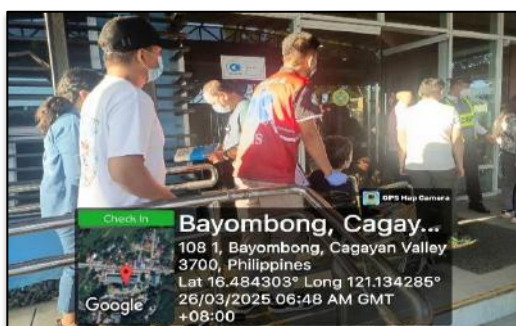 GPS Map Camera
Check In
Bayombong, Cagay...
108 1, Bayombong, Cagayan Valley
3700, Philippines
Lat 16.484303° Long 121.134285°
26/03/2025 06:48 AM GMT
+08:00
Google